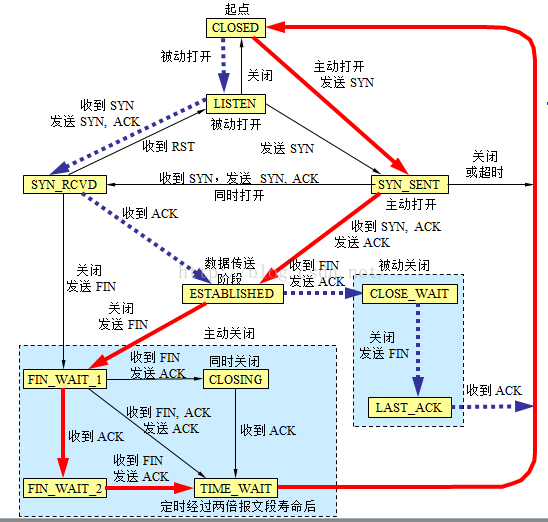 起点
CLOSED
被动打开
关闭
主动打开
发送 SYN
LISTEN
被动打开
收到 SYN
发送 SYN, ACK
收到 RST
发送 SYN
SYN_RCVD
收到 SYN，发送 SYN, ACK
同时打开
SYN_SENT
主动打开
关闭
或超时
收到 ACK
收到 SYN, ACK
发送 ACK
数据传送
阶段
ESTABLISHED
收到 FIN
发送 ACK
被动关闭
CLOSE_WAIT
关闭
发送 FIN
关闭
发送 FIN
关闭
发送 FIN
LAST_ACK
收到 ACK
主动关闭
FIN_WAIT_1
收到 FIN
发送 ACK
同时关闭
CLOSING
收到 ACK
收到 FIN, ACK
发送 ACK
收到 ACK
FIN_WAIT_2
收到 FIN
发送 ACK
TIME_WAIT
定时经过两倍报文段寿命后